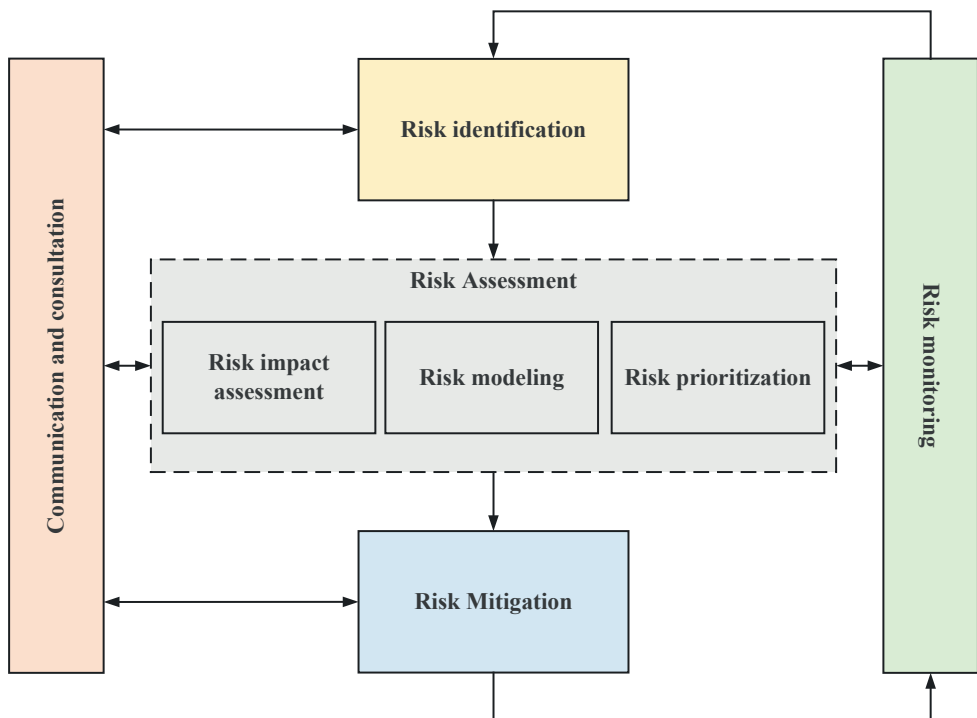 Risk identification
Communication and consultation
Risk Assessment
Risk impact
assessment
Risk modeling
Risk prioritization
Risk monitoring
Risk Mitigation